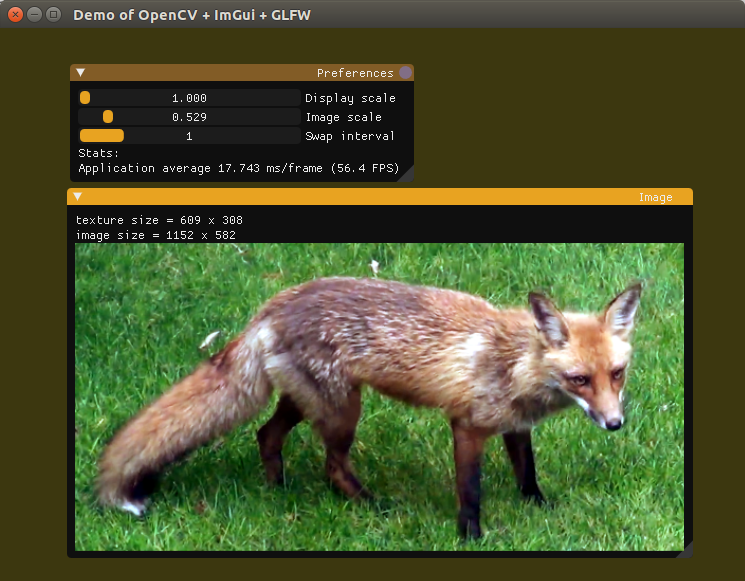 Demo of OpenCV + ImGui + GLFW
Preferences
1.000 Display scale
0.529 Image scale
1 Swap interval
Stats:
Application average 17.743 ms/frame (56.4 FPS)
Image
texture size = 609 x 308
image size = 1152 x 582